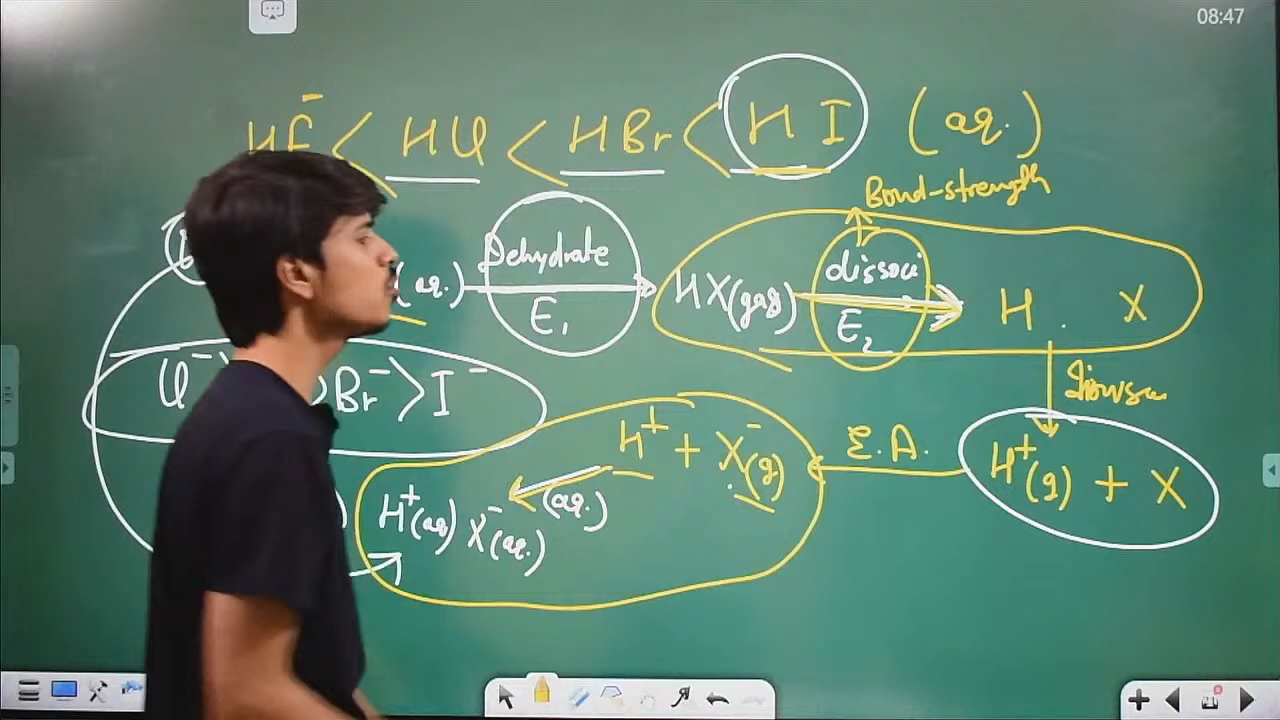 08:47
HF < HCl < HBr < HI (aq.)
Bond-strength
(aq.) Dehydrate HX(gas) dissoci H . X
E₁ E₂
Cl⁻ > Br⁻ > I⁻
H⁺ + X⁻(g) E.A. H⁺(g) + X
(aq.)
H⁺(aq) X⁻(aq.)